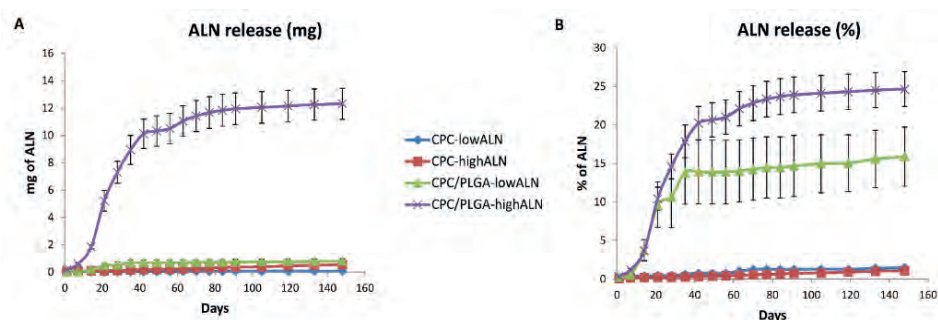 A
ALN release (mg)
mg of ALN
16
14
12
10
8
6
4
2
0
0 20 40 60 80 100 120 140 160
Days
CPC-lowALN
CPC-highALN
CPC/PLGA-lowALN
CPC/PLGA-highALN
B
ALN release (%)
% of ALN
30
25
20
15
10
5
0
0 20 40 60 80 100 120 140 160
Days